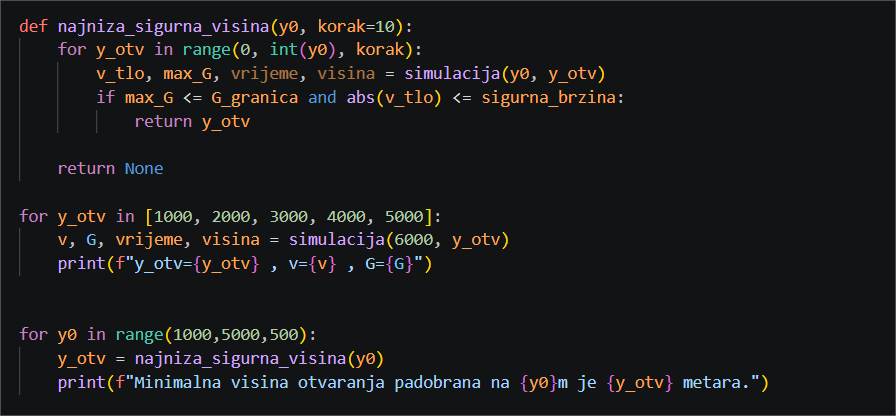 def najniza_sigurna_visina(y0, korak=10):
    for y_otv in range(0, int(y0), korak):
        v_tlo, max_G, vrijeme, visina = simulacija(y0, y_otv)
        if max_G <= G_granica and abs(v_tlo) <= sigurna_brzina:
            return y_otv
    return None
for y_otv in [1000, 2000, 3000, 4000, 5000]:
    v, G, vrijeme, visina = simulacija(6000, y_otv)
    print(f"y_otv={y_otv} , v={v} , G={G}")
for y0 in range(1000,5000,500):
    y_otv = najniza_sigurna_visina(y0)
    print(f"Minimalna visina otvaranja padobrana na {y0}m je {y_otv} metara.")